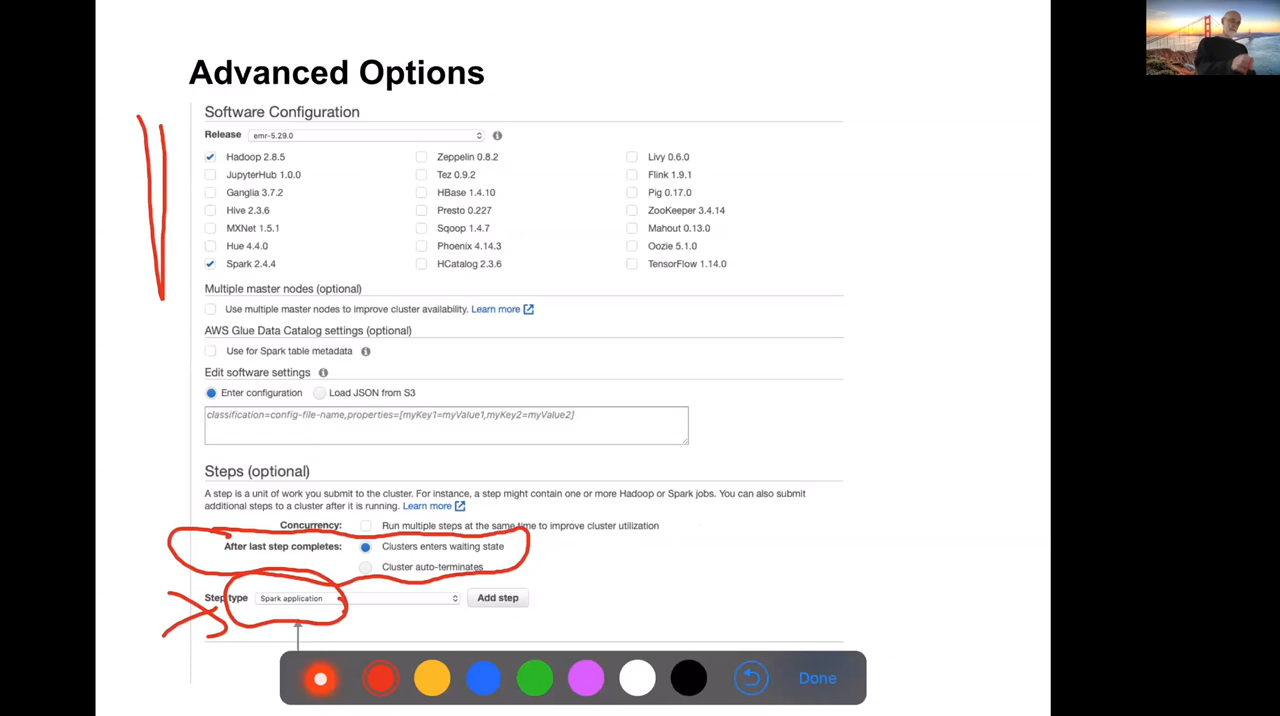 Advanced Options
Software Configuration
Release emr-5.29.0
Hadoop 2.8.5 Zeppelin 0.8.2 Livy 0.6.0
JupyterHub 1.0.0 Tez 0.9.2 Flink 1.9.1
Ganglia 3.7.2 HBase 1.4.10 Pig 0.17.0
Hive 2.3.6 Presto 0.227 ZooKeeper 3.4.14
MXNet 1.5.1 Sqoop 1.4.7 Mahout 0.13.0
Hue 4.4.0 Phoenix 4.14.3 Oozie 5.1.0
Spark 2.4.4 HCatalog 2.3.6 TensorFlow 1.14.0
Multiple master nodes (optional)
Use multiple master nodes to improve cluster availability. Learn more
AWS Glue Data Catalog settings (optional)
Use for Spark table metadata
Edit software settings
Enter configuration Load JSON from S3
classification=config-file-name,properties=[myKey1=myValue1,myKey2=myValue2]
Steps (optional)
A step is a unit of work you submit to the cluster. For instance, a step might contain one or more Hadoop or Spark jobs. You can also submit
additional steps to a cluster after it is running. Learn more
Concurrency: Run multiple steps at the same time to improve cluster utilization
After last step completes: Clusters enters waiting state
Cluster auto-terminates
Step type Spark application Add step
Done